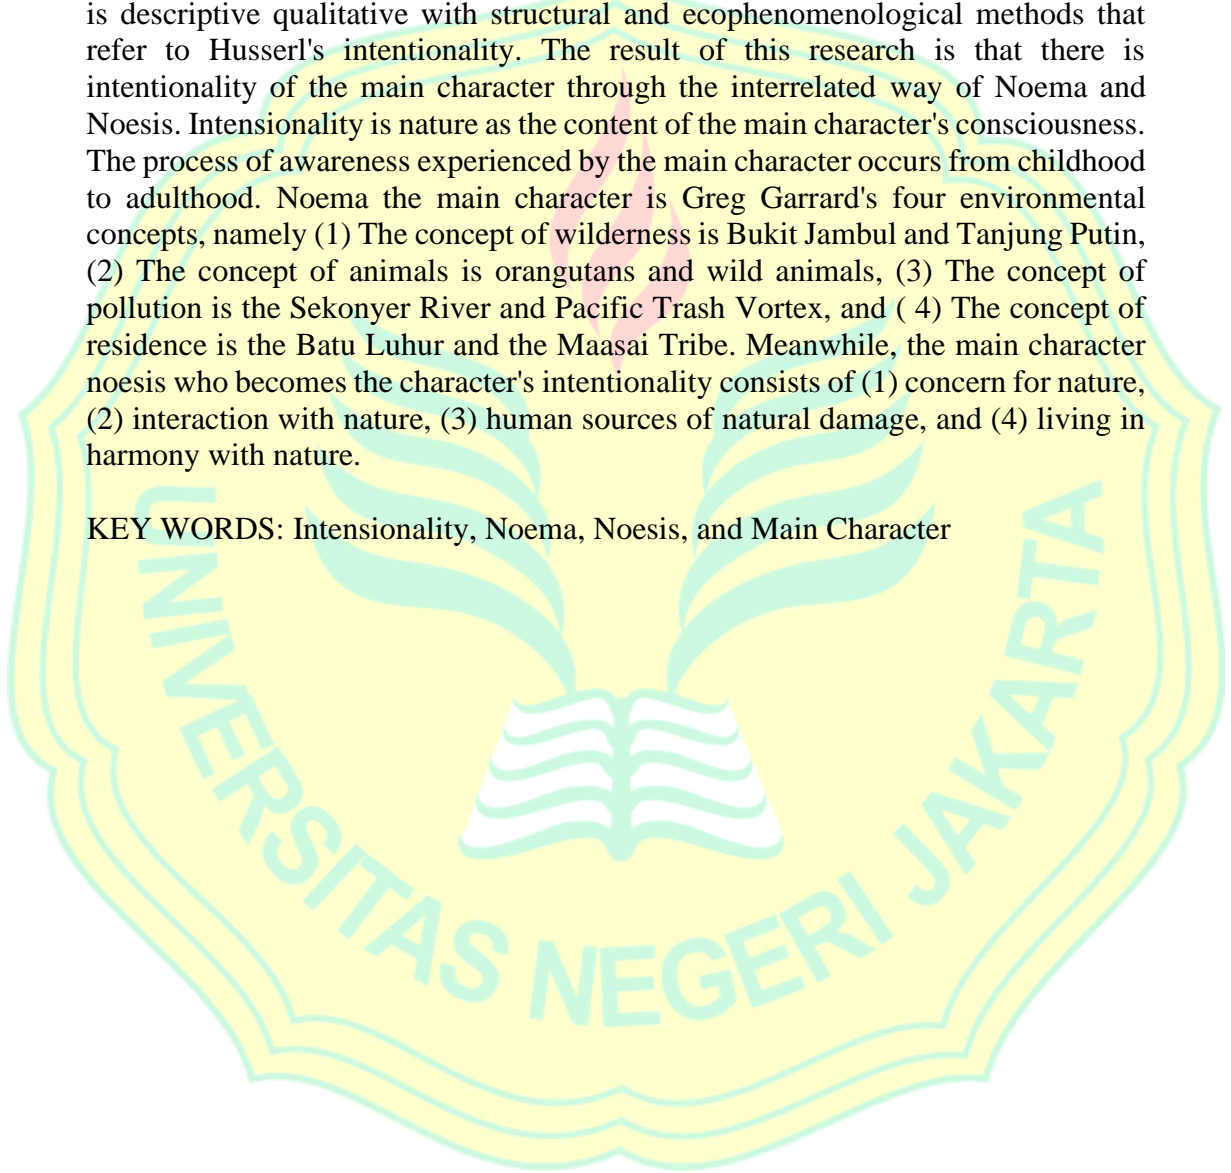 is descriptive qualitative with structural and ecophenomenological methods that
refer to Husserl's intentionality. The result of this research is that there is
intentionality of the main character through the interrelated way of Noema and
Noesis. Intensionality is nature as the content of the main character's consciousness.
The process of awareness experienced by the main character occurs from childhood
to adulthood. Noema the main character is Greg Garrard's four environmental
concepts, namely (1) The concept of wilderness is Bukit Jambul and Tanjung Putin,
(2) The concept of animals is orangutans and wild animals, (3) The concept of
pollution is the Sekonyer River and Pacific Trash Vortex, and ( 4) The concept of
residence is the Batu Luhur and the Maasai Tribe. Meanwhile, the main character
noesis who becomes the character's intentionality consists of (1) concern for nature,
(2) interaction with nature, (3) human sources of natural damage, and (4) living in
harmony with nature.
KEY WORDS: Intensionality, Noema, Noesis, and Main Character
UNIVERSITAS NEGERI JAKARTA